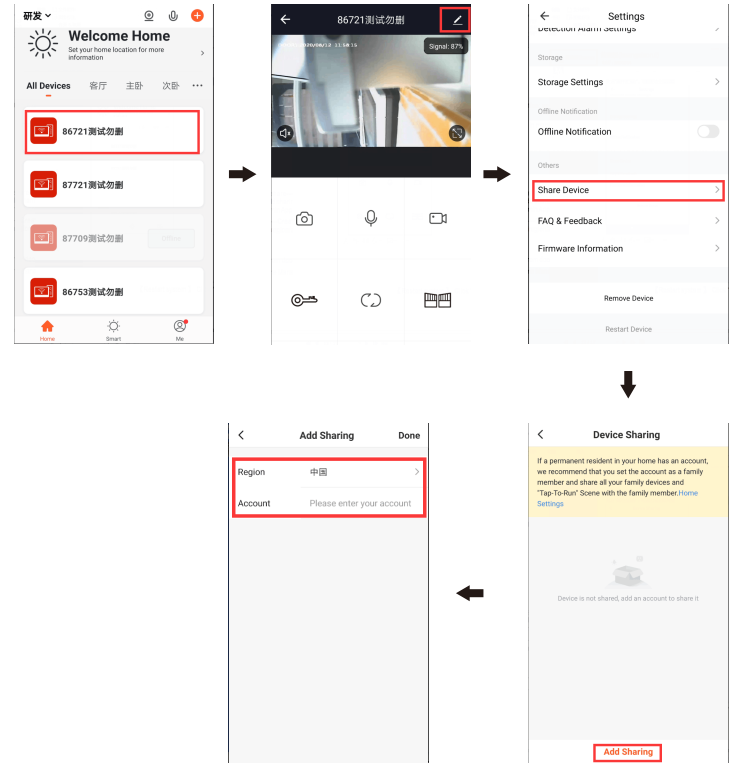 研发
Welcome Home
Set your home location for more
information
All Devices 客厅 主卧 次卧 ···
86721测试勿删
87721测试勿删
87709测试勿删
86753测试勿删
Home Smart Me
86721测试勿删
11:50:15
Signal: 87%
Settings
Detection Alarm Settings
Storage
Storage Settings
Offline Notification
Offline Notification
Others
Share Device
FAQ & Feedback
Firmware Information
Remove Device
Restart Device
Add Sharing Done
Region 中国
Account Please enter your account
Device Sharing
If a permanent resident in your home has an account,
we recommend that you set the account as a family
member and share all your family devices and
"Tap-To-Run" Scene with the family member.Home
Settings
Device is not shared, add an account to share it
Add Sharing